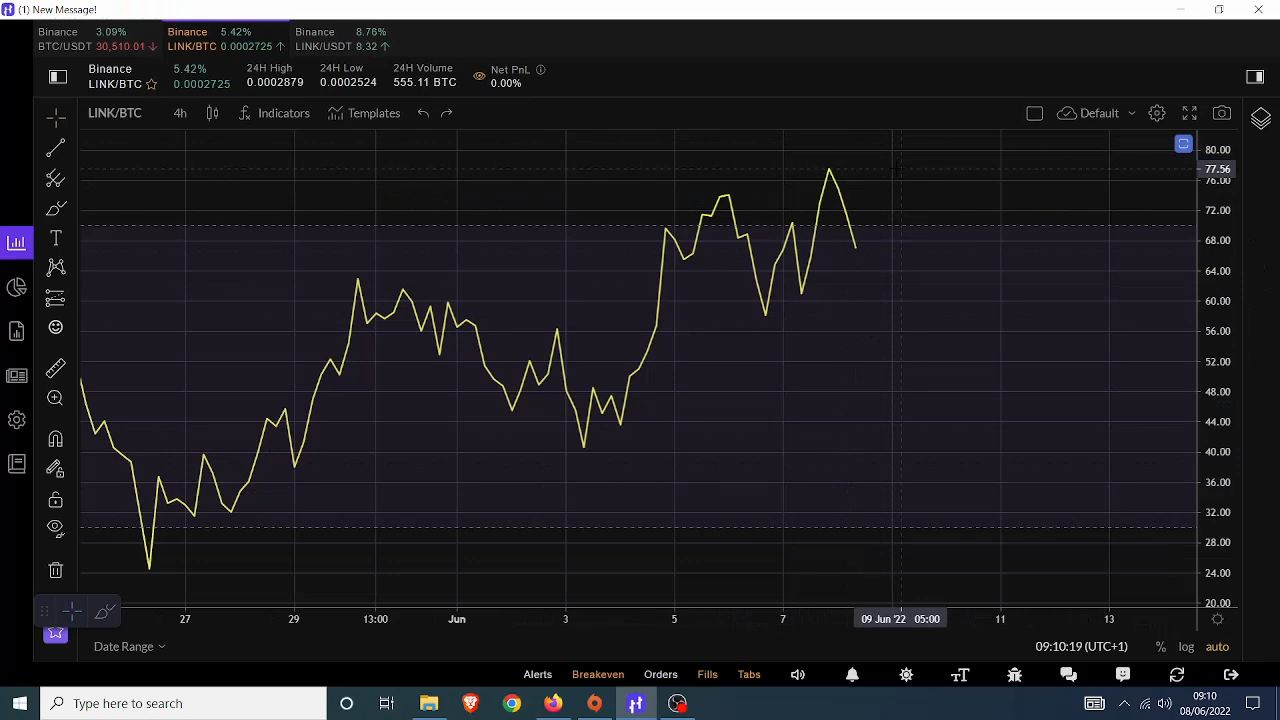 (1) New Message!
Binance 3.09%
BTC/USDT 30,510.01 ↓
Binance 5.42%
LINK/BTC 0.0002725 ↑
Binance 8.76%
LINK/USDT 8.32 ↑
Binance 5.42% 24H High 24H Low 24H Volume Net PnL
LINK/BTC 0.0002725 0.0002879 0.0002524 555.11 BTC 0.00%
LINK/BTC 4h Indicators Templates Default
80.00
77.56
76.00
72.00
68.00
64.00
60.00
56.00
52.00
48.00
44.00
40.00
36.00
32.00
28.00
24.00
20.00
27 29 13:00 Jun 3 5 7 09 Jun '22 05:00 11 13
Date Range 09:10:19 (UTC+1) % log auto
Alerts Breakeven Orders Fills Tabs
Type here to search
09:10
08/06/2022